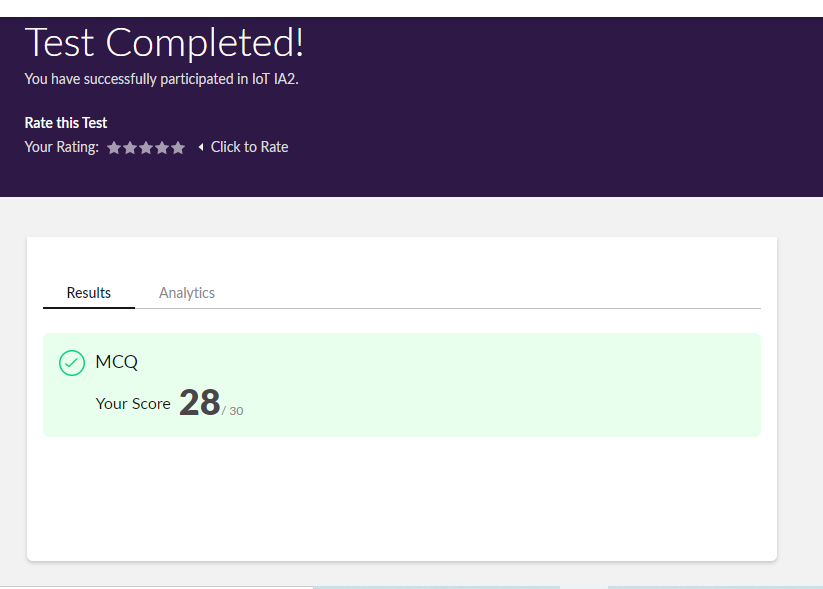 Test Completed!
You have successfully participated in IoT IA2.
Rate this Test
Your Rating: Click to Rate
Results Analytics
MCQ
Your Score 28 / 30